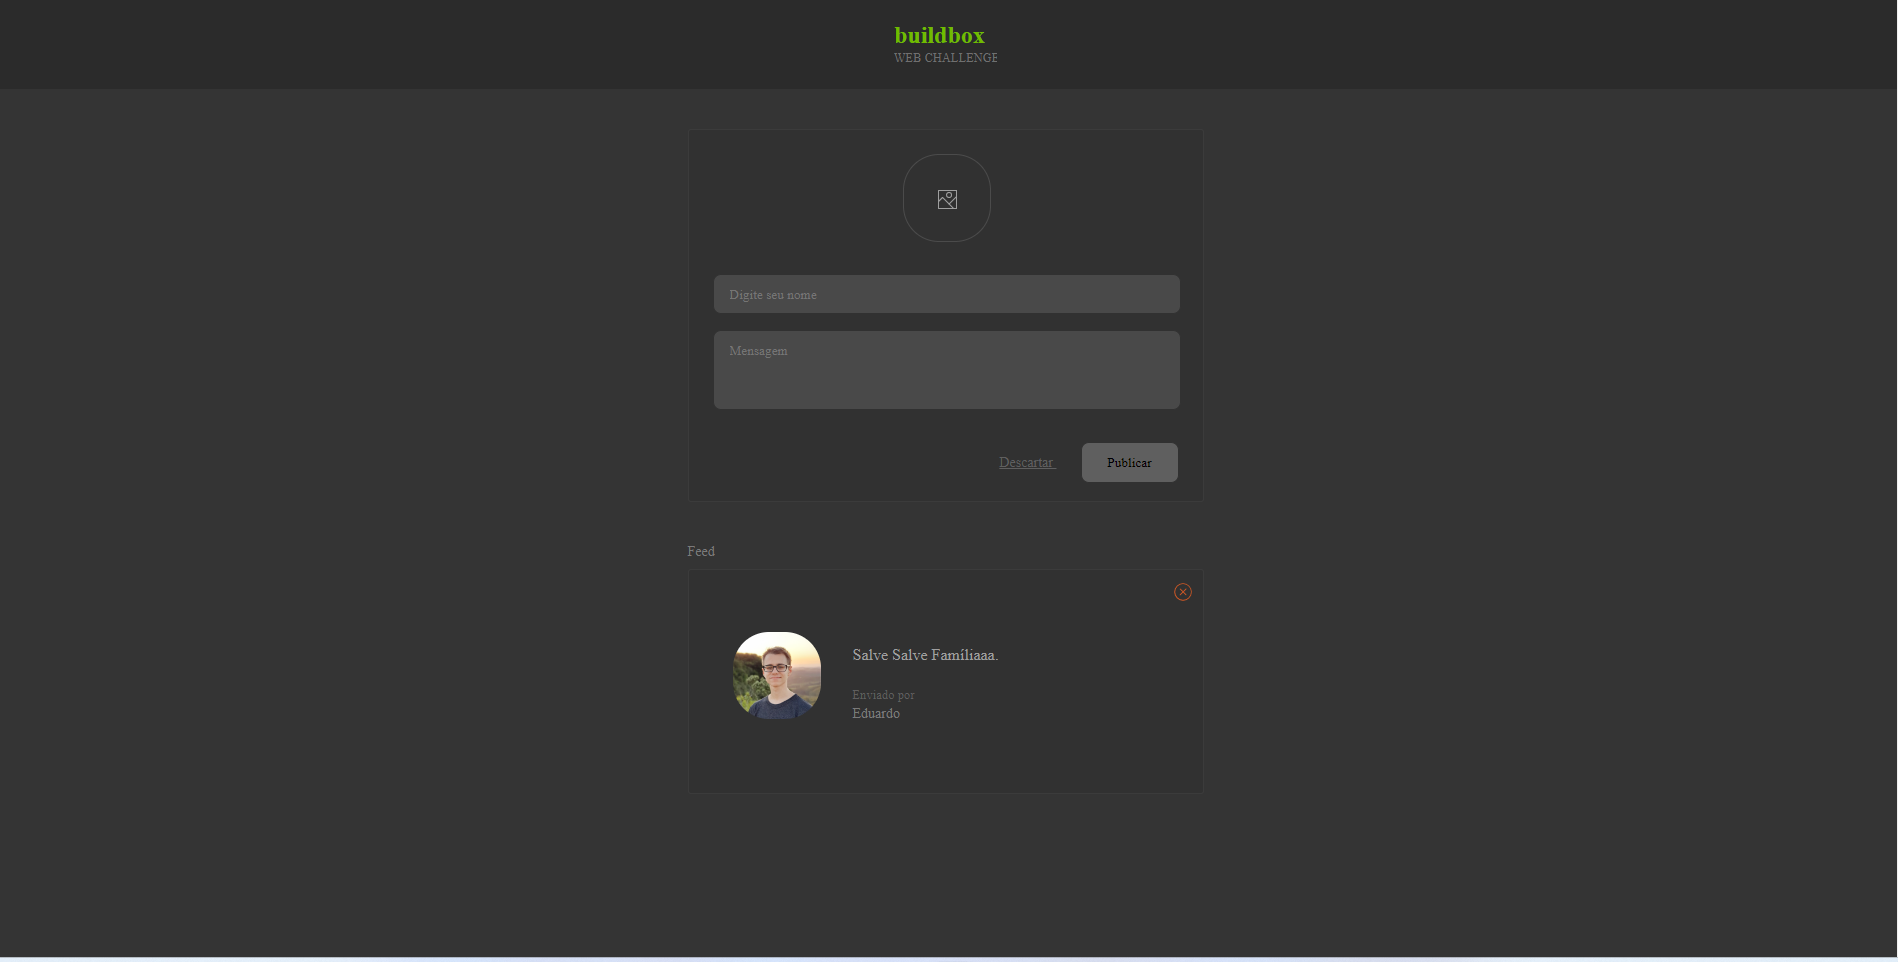 buildbox
WEB CHALLENGE
Digite seu nome
Mensagem
Descartar
Publicar
Feed
Salve Salve Famíliaaa.
Enviado por
Eduardo